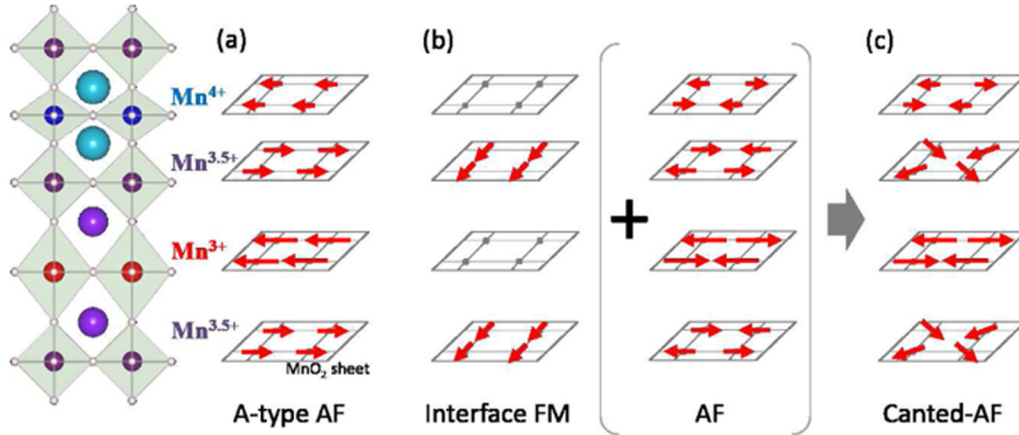 (a)
(b)
(c)
Mn⁴⁺
Mn³·⁵⁺
+
Mn³⁺
Mn³·⁵⁺
MnO₂ sheet
A-type AF
Interface FM
AF
Canted-AF